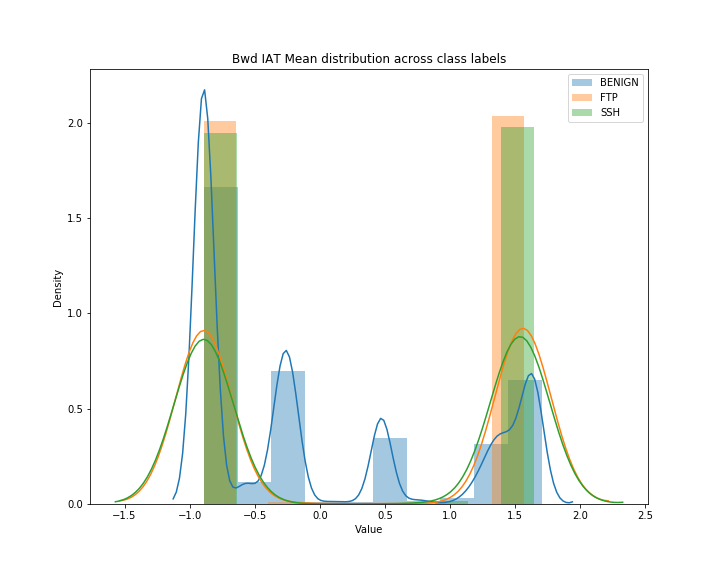 Bwd IAT Mean distribution across class labels
BENIGN
FTP
SSH
2.0
1.5
1.0
0.5
0.0
Density
−1.5 −1.0 −0.5 0.0 0.5 1.0 1.5 2.0 2.5
Value